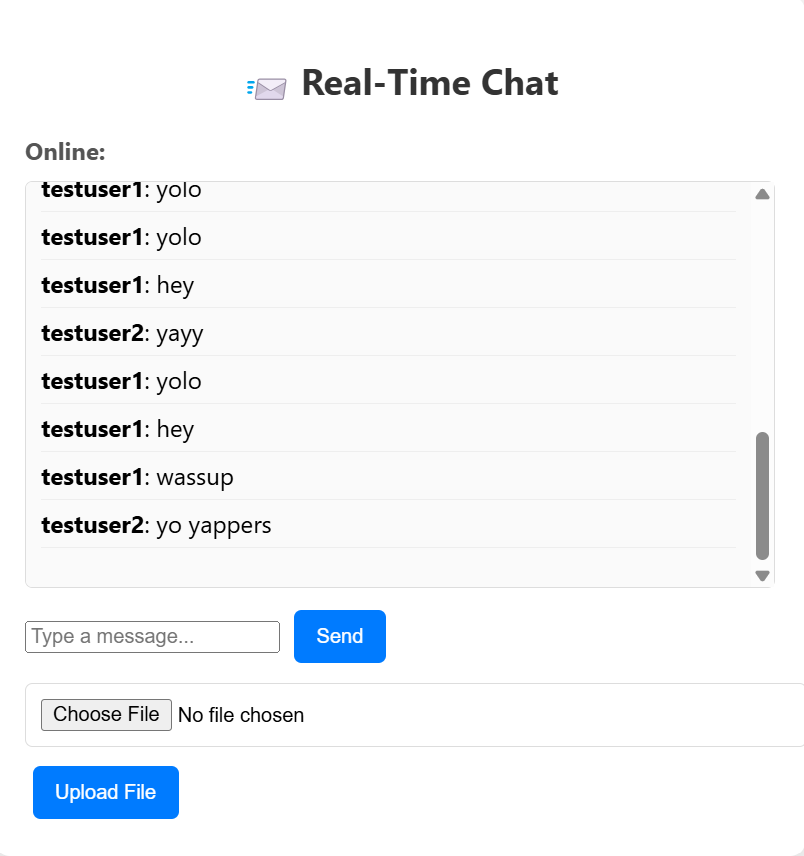 Real-Time Chat
Online:
testuser1: yolo
testuser1: yolo
testuser1: hey
testuser2: yayy
testuser1: yolo
testuser1: hey
testuser1: wassup
testuser2: yo yappers
Type a message... Send
Choose File No file chosen
Upload File